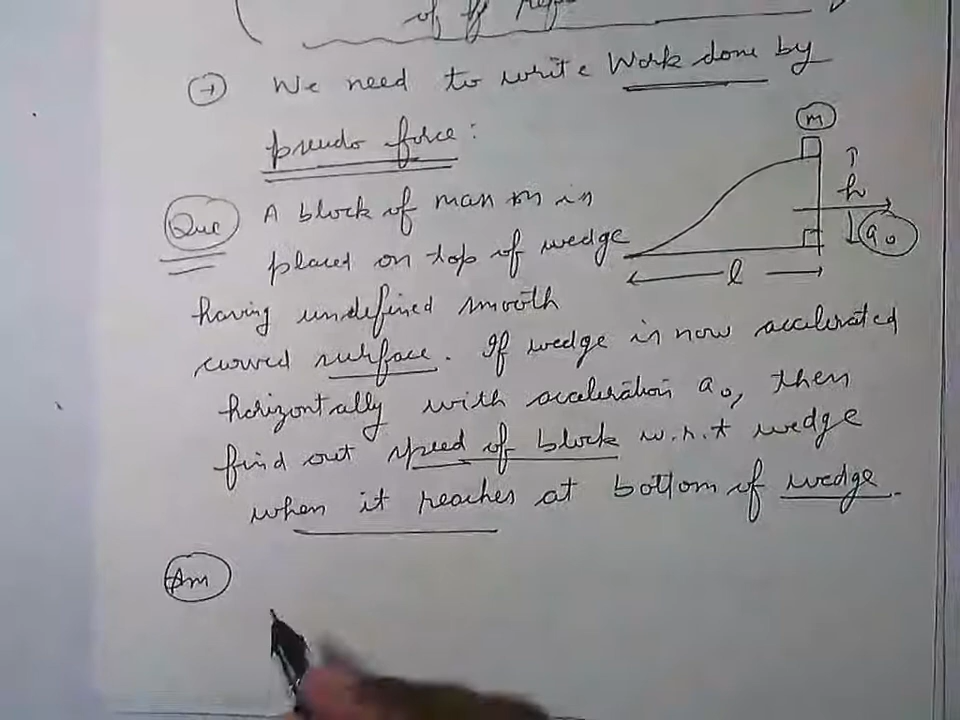 of
→ We need to write Work done by
pseudo force:
m
h
a₀
l
Que A block of mass m is
placed on top of wedge
having undefined smooth
curved surface. If wedge is now accelerated
horizontally with acceleration a₀, then
find out speed of block w.r.t wedge
when it reaches at bottom of wedge.
Ans